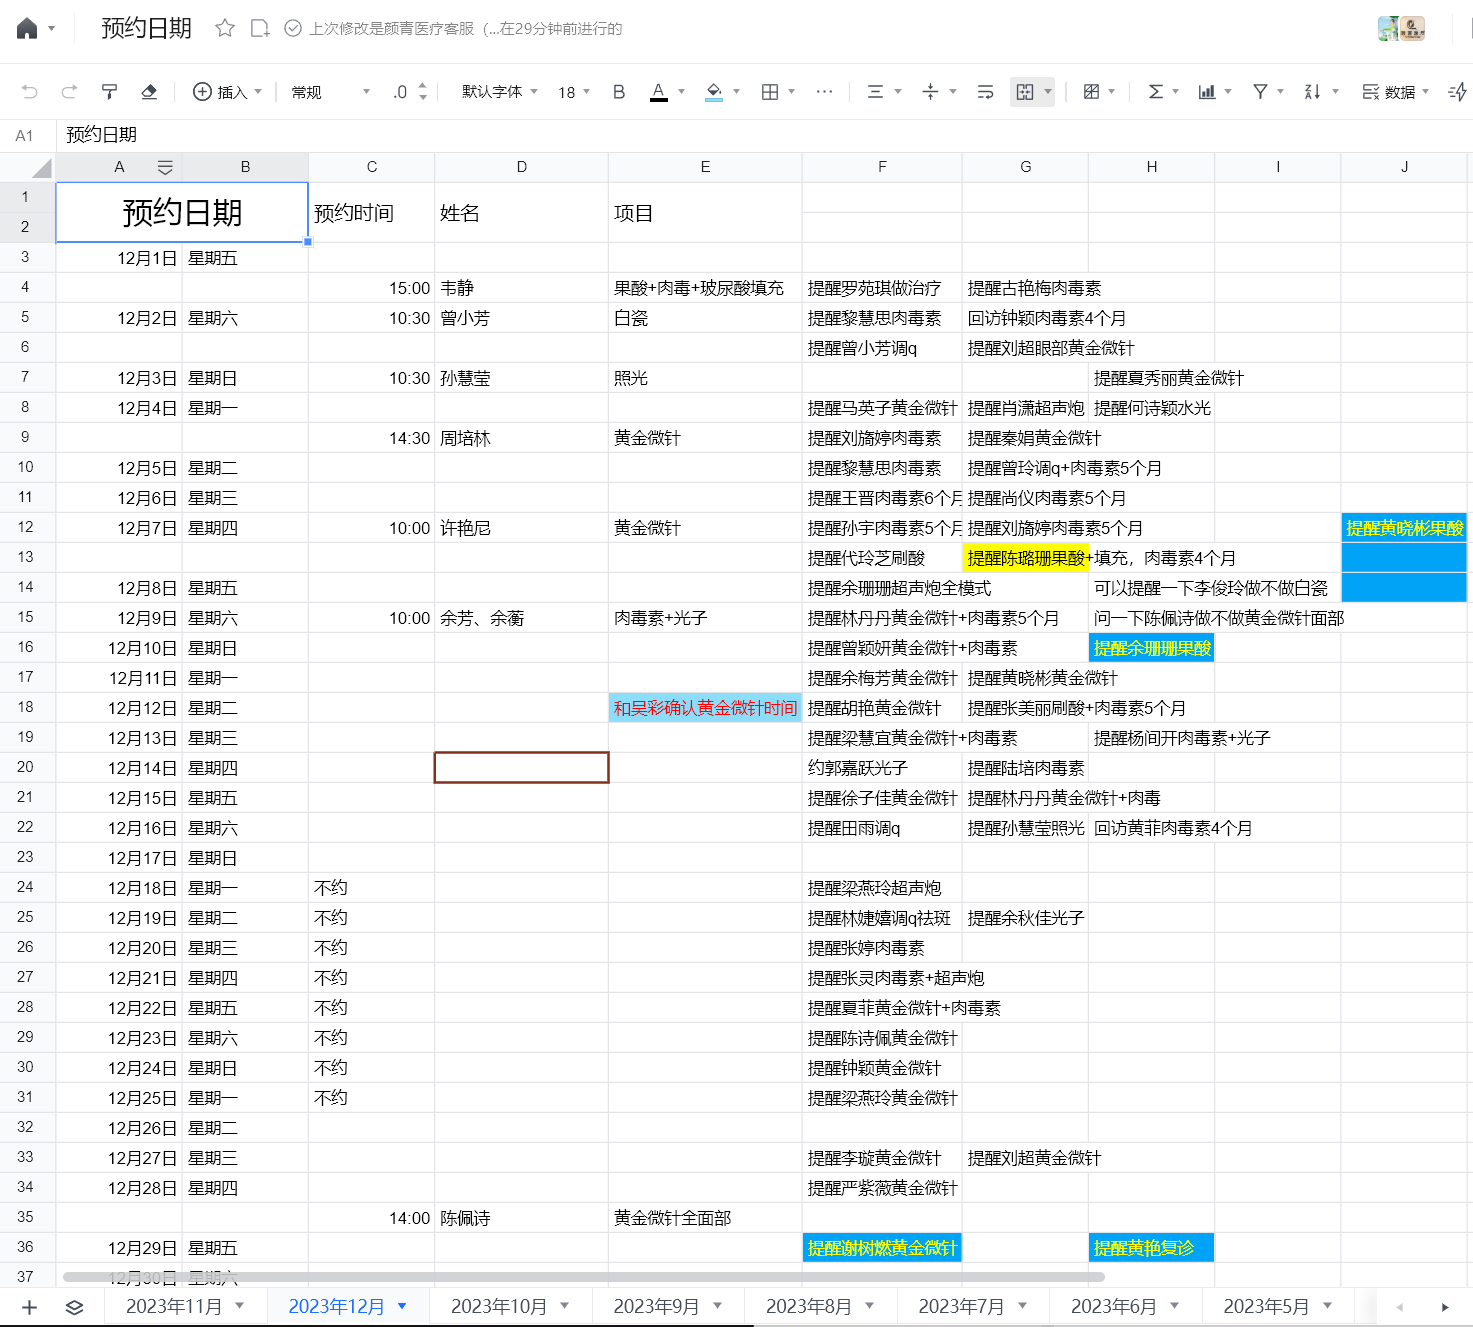 预约日期 上次修改是颜青医疗客服（...在29分钟前进行的
插入 常规 .0 默认字体 18 B A ... 数据
A1 预约日期
A B C D E F G H I J
1 预约日期 预约时间 姓名 项目
2
3 12月1日 星期五
4 15:00 韦静 果酸+肉毒+玻尿酸填充 提醒罗苑琪做治疗 提醒古艳梅肉毒素
5 12月2日 星期六 10:30 曾小芳 白瓷 提醒黎慧思肉毒素 回访钟颖肉毒素4个月
6 提醒曾小芳调q 提醒刘超眼部黄金微针
7 12月3日 星期日 10:30 孙慧莹 照光 提醒夏秀丽黄金微针
8 12月4日 星期一 提醒马英子黄金微针 提醒肖潇超声炮 提醒何诗颖水光
9 14:30 周培林 黄金微针 提醒刘旖婷肉毒素 提醒秦娟黄金微针
10 12月5日 星期二 提醒黎慧思肉毒素 提醒曾玲调q+肉毒素5个月
11 12月6日 星期三 提醒王晋肉毒素6个月 提醒尚仪肉毒素5个月
12 12月7日 星期四 10:00 许艳尼 黄金微针 提醒孙宇肉毒素5个月 提醒刘旖婷肉毒素5个月 提醒黄晓彬果酸
13 提醒代玲芝刷酸 提醒陈璐珊果酸+填充，肉毒素4个月
14 12月8日 星期五 提醒余珊珊超声炮全模式 可以提醒一下李俊玲做不做白瓷
15 12月9日 星期六 10:00 余芳、余蘅 肉毒素+光子 提醒林丹丹黄金微针+肉毒素5个月 问一下陈佩诗做不做黄金微针面部
16 12月10日 星期日 提醒曾颖妍黄金微针+肉毒素 提醒余珊珊果酸
17 12月11日 星期一 提醒余梅芳黄金微针 提醒黄晓彬黄金微针
18 12月12日 星期二 和吴彩确认黄金微针时间 提醒胡艳黄金微针 提醒张美丽刷酸+肉毒素5个月
19 12月13日 星期三 提醒梁慧宜黄金微针+肉毒素 提醒杨间开肉毒素+光子
20 12月14日 星期四 约郭嘉跃光子 提醒陆培肉毒素
21 12月15日 星期五 提醒徐子佳黄金微针 提醒林丹丹黄金微针+肉毒
22 12月16日 星期六 提醒田雨调q 提醒孙慧莹照光 回访黄菲肉毒素4个月
23 12月17日 星期日
24 12月18日 星期一 不约 提醒梁燕玲超声炮
25 12月19日 星期二 不约 提醒林婕嬉调q祛斑 提醒余秋佳光子
26 12月20日 星期三 不约 提醒张婷肉毒素
27 12月21日 星期四 不约 提醒张灵肉毒素+超声炮
28 12月22日 星期五 不约 提醒夏菲黄金微针+肉毒素
29 12月23日 星期六 不约 提醒陈诗佩黄金微针
30 12月24日 星期日 不约 提醒钟颖黄金微针
31 12月25日 星期一 不约 提醒梁燕玲黄金微针
32 12月26日 星期二
33 12月27日 星期三 提醒李璇黄金微针 提醒刘超黄金微针
34 12月28日 星期四 提醒严紫薇黄金微针
35 14:00 陈佩诗 黄金微针全面部
36 12月29日 星期五 提醒谢树燃黄金微针 提醒黄艳复诊
37 12月30日 星期六
2023年11月 2023年12月 2023年10月 2023年9月 2023年8月 2023年7月 2023年6月 2023年5月